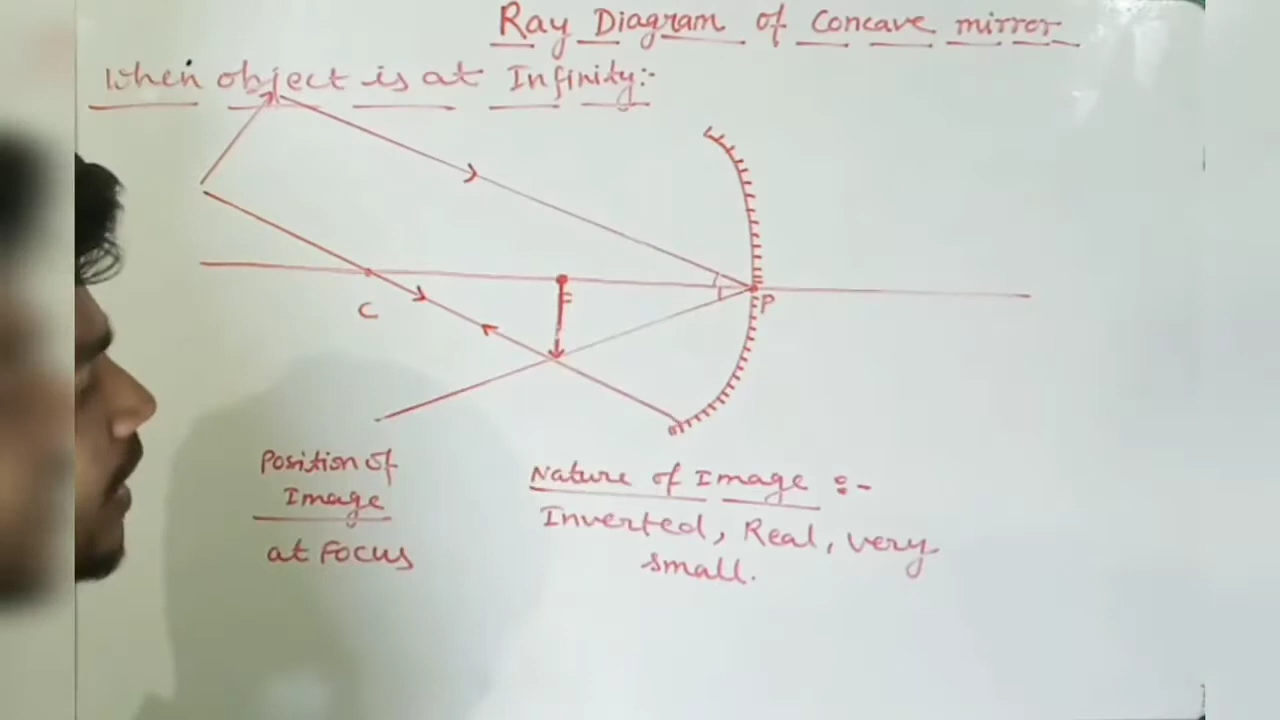 Ray Diagram of Concave mirror
When object is at Infinity:-
C
F
P
Position of
Image
at Focus
Nature of Image :-
Inverted, Real, very
small.